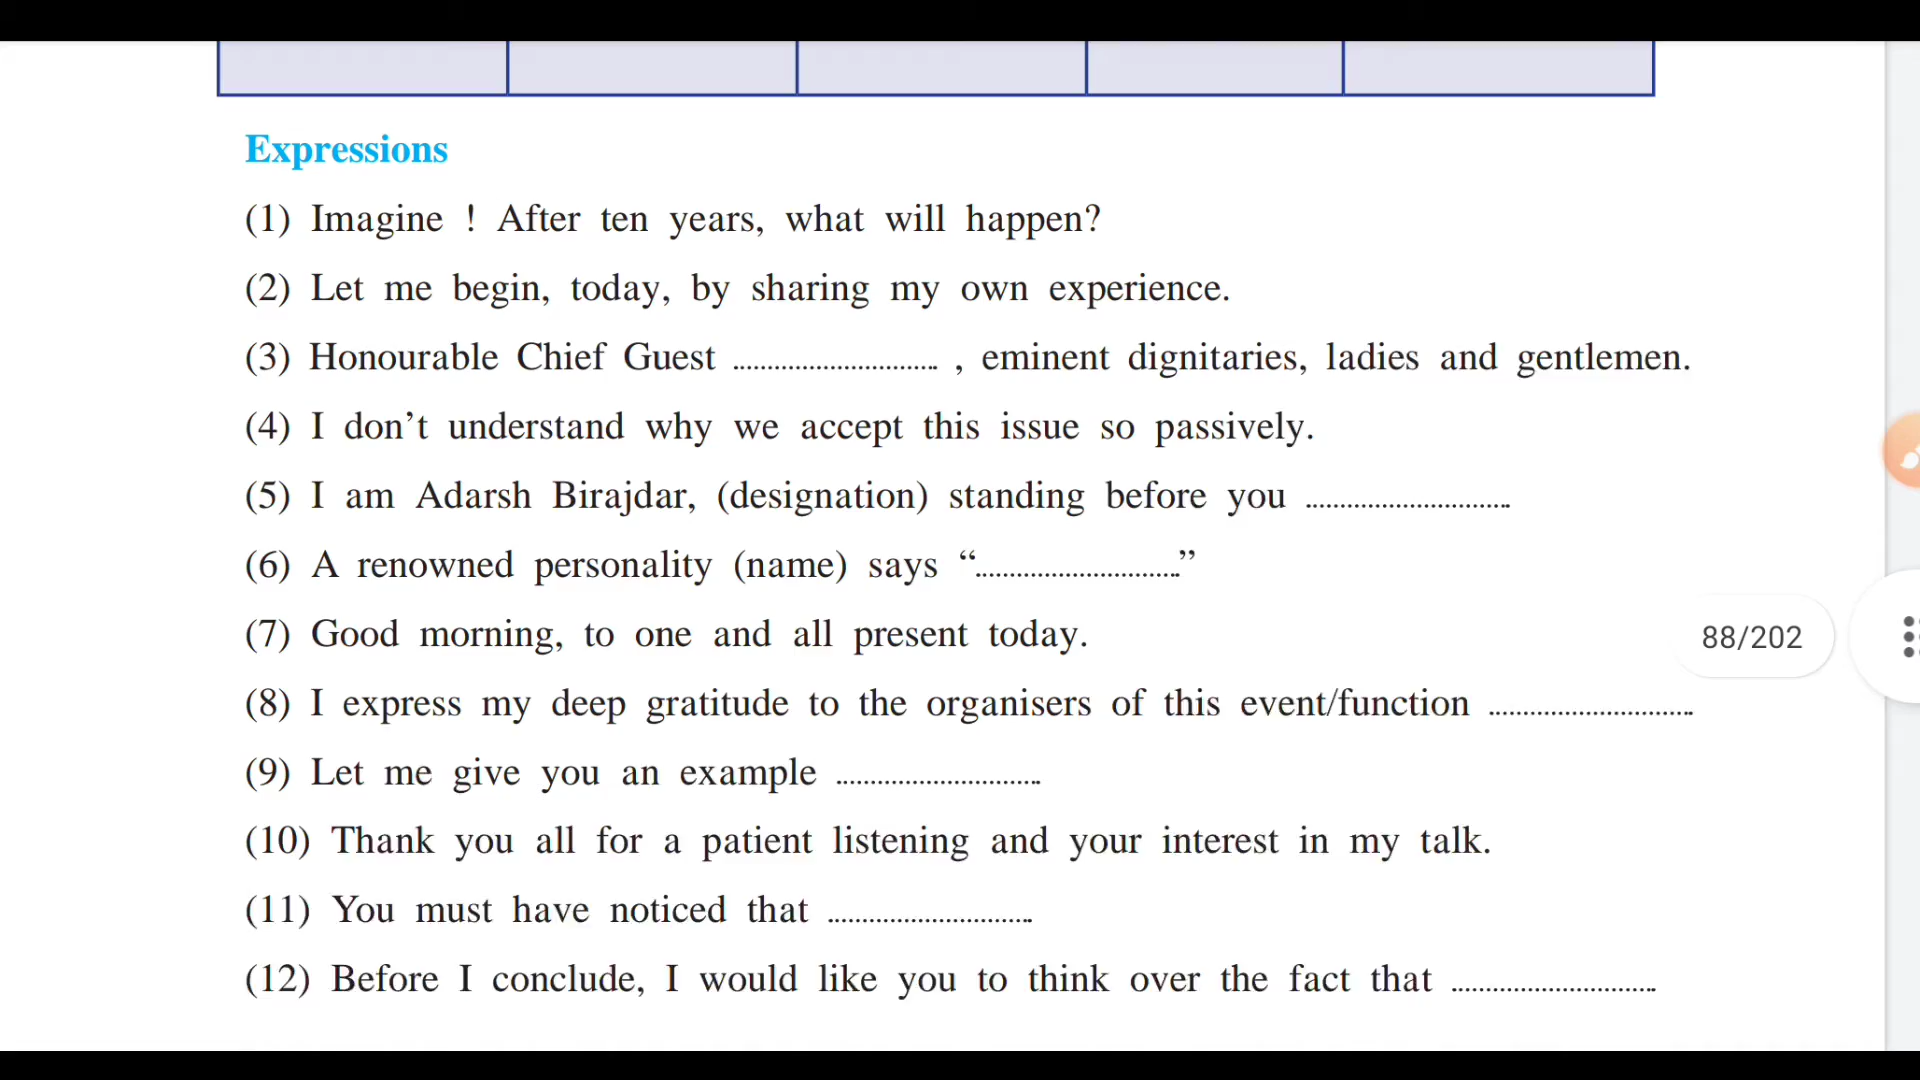 Expressions
(1) Imagine ! After ten years, what will happen?
(2) Let me begin, today, by sharing my own experience.
(3) Honourable Chief Guest .............................. , eminent dignitaries, ladies and gentlemen.
(4) I don’t understand why we accept this issue so passively.
(5) I am Adarsh Birajdar, (designation) standing before you ..............................
(6) A renowned personality (name) says “..............................”
(7) Good morning, to one and all present today.
88/202
(8) I express my deep gratitude to the organisers of this event/function ..............................
(9) Let me give you an example ..............................
(10) Thank you all for a patient listening and your interest in my talk.
(11) You must have noticed that ..............................
(12) Before I conclude, I would like you to think over the fact that ..............................